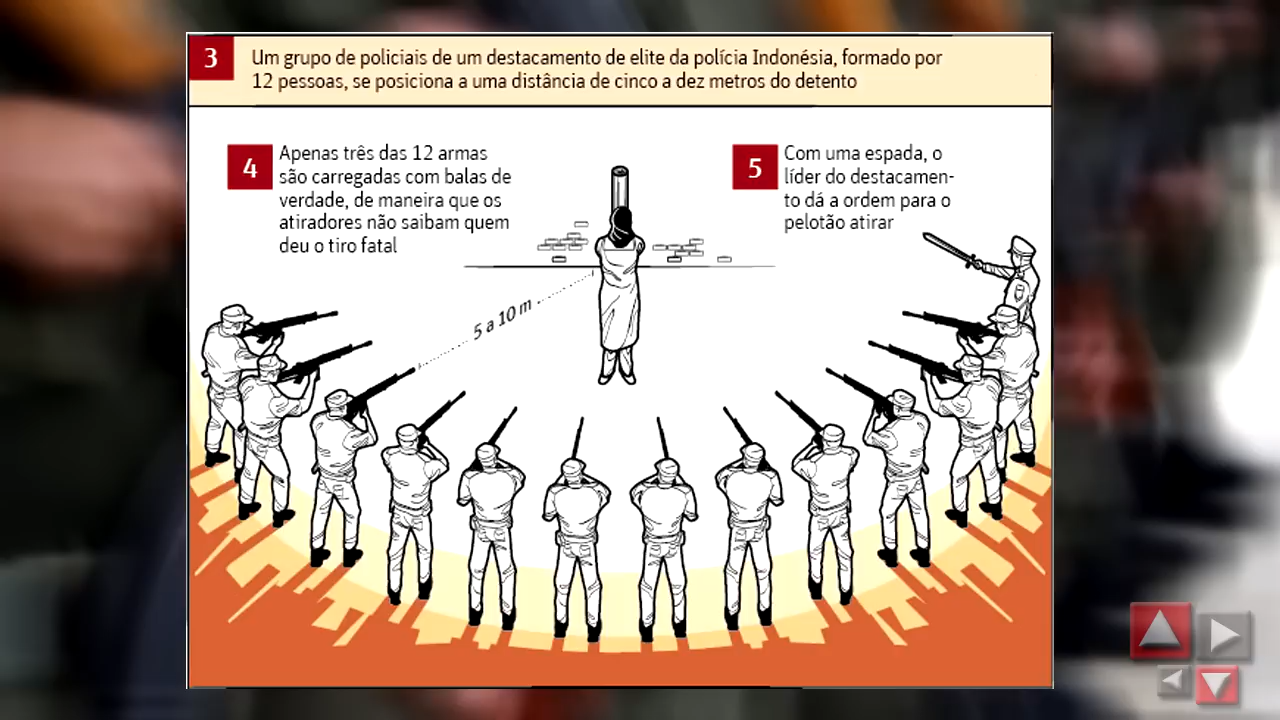 3
Um grupo de policiais de um destacamento de elite da polícia Indonésia, formado por
12 pessoas, se posiciona a uma distância de cinco a dez metros do detento
4
Apenas três das 12 armas
são carregadas com balas de
verdade, de maneira que os
atiradores não saibam quem
deu o tiro fatal
5
Com uma espada, o
líder do destacamen-
to dá a ordem para o
pelotão atirar
5 a 10 m